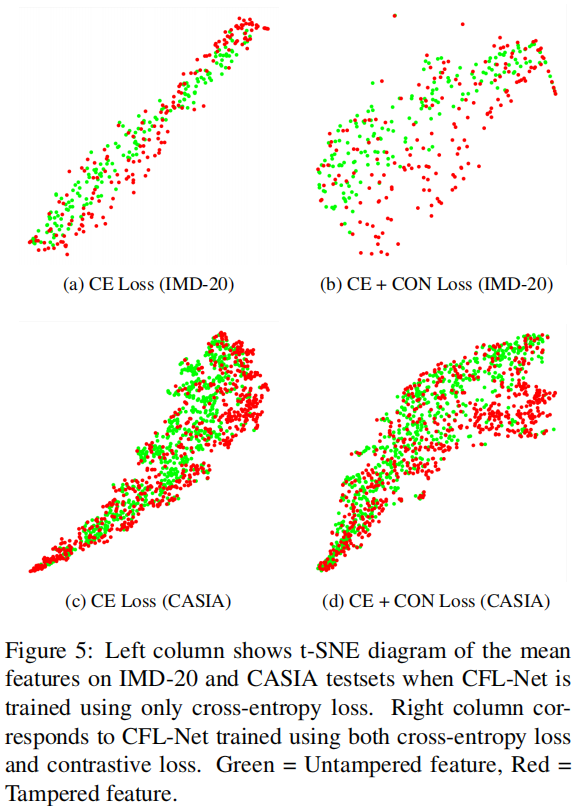 (a) CE Loss (IMD-20)
(b) CE + CON Loss (IMD-20)
(c) CE Loss (CASIA)
(d) CE + CON Loss (CASIA)
Figure 5: Left column shows t-SNE diagram of the mean
features on IMD-20 and CASIA testsets when CFL-Net is
trained using only cross-entropy loss. Right column cor-
responds to CFL-Net trained using both cross-entropy loss
and contrastive loss. Green = Untampered feature, Red =
Tampered feature.